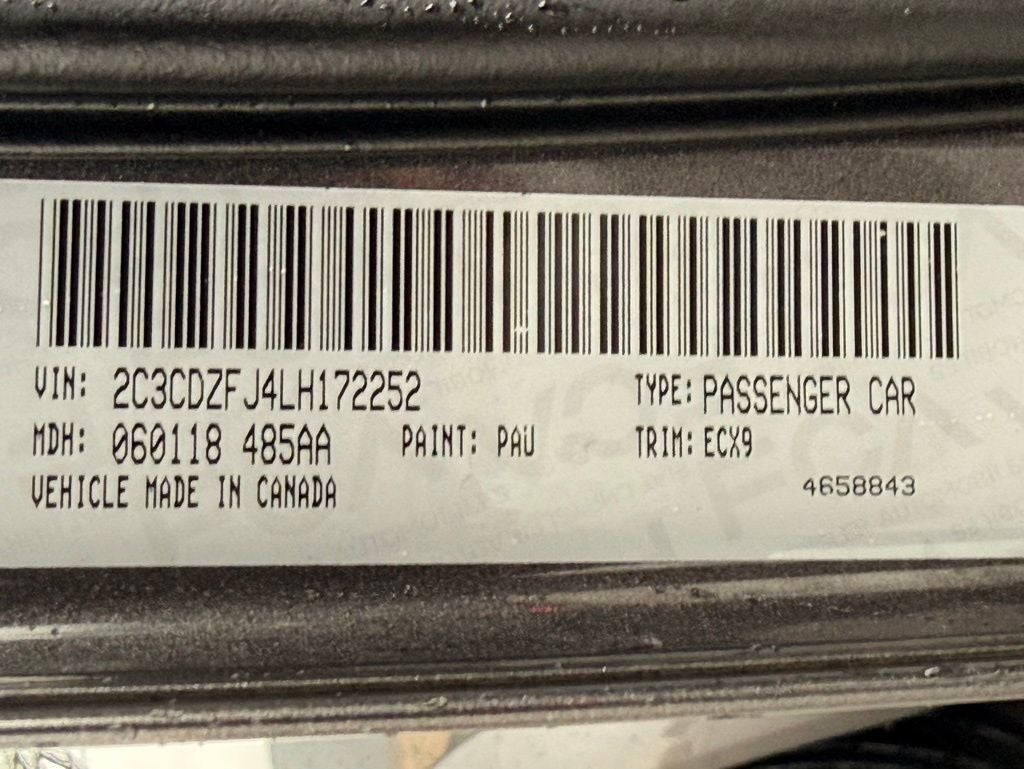 VIN: 2C3CDZFJ4LH172252 TYPE: PASSENGER CAR
MDH: 060118 485AA PAINT: PAU TRIM: ECX9
VEHICLE MADE IN CANADA 4658843